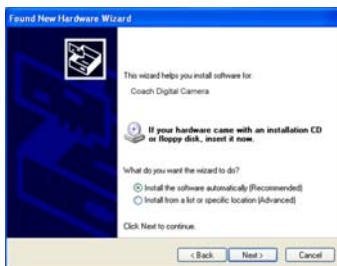 Found New Hardware Wizard
This wizard helps you install software for:
Coach Digital Camera
If your hardware came with an installation CD
or floppy disk, insert it now.
What do you want the wizard to do?
Install the software automatically (Recommended)
Install from a list or specific location (Advanced)
Click Next to continue.
< Back Next > Cancel